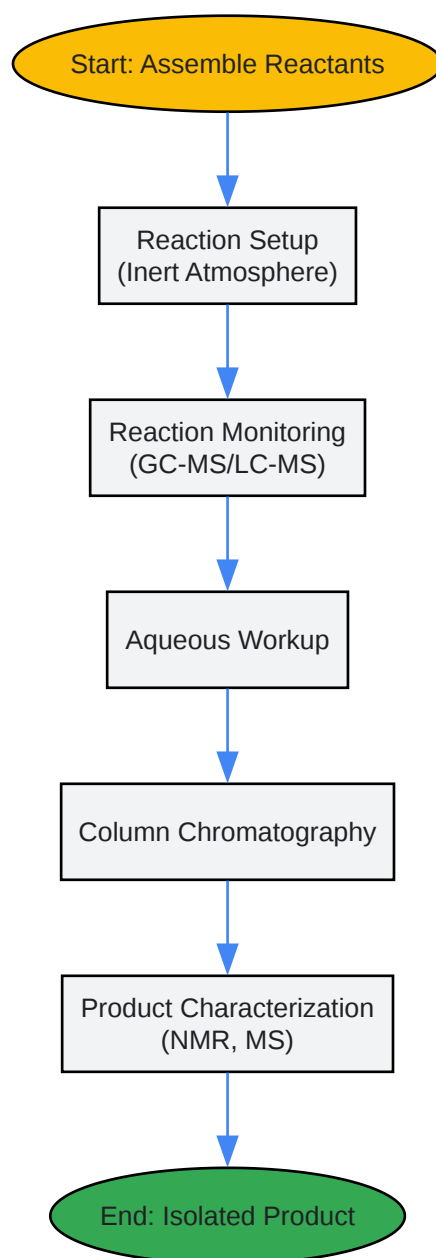 Start: Assemble Reactants
Reaction Setup
(Inert Atmosphere)
Reaction Monitoring
(GC-MS/LC-MS)
Aqueous Workup
Column Chromatography
Product Characterization
(NMR, MS)
End: Isolated Product